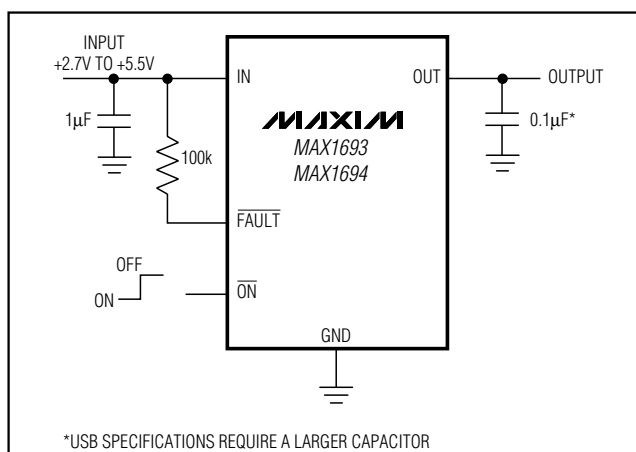 INPUT
+2.7V TO +5.5V
IN
OUT
OUTPUT
1µF
100k
MAXIM
MAX1693
MAX1694
0.1µF*
FAULT
OFF
ON
ON
GND
*USB SPECIFICATIONS REQUIRE A LARGER CAPACITOR